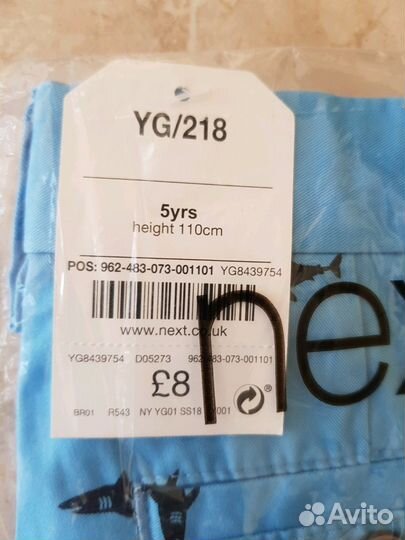 YG/218
5yrs
height 110cm
POS: 962-483-073-001101 YG8439754
www.next.co.uk
YG8439754 D05273 962-483-073-001101
£8
BR01 R543 NY YG01 SS18
next
Avito